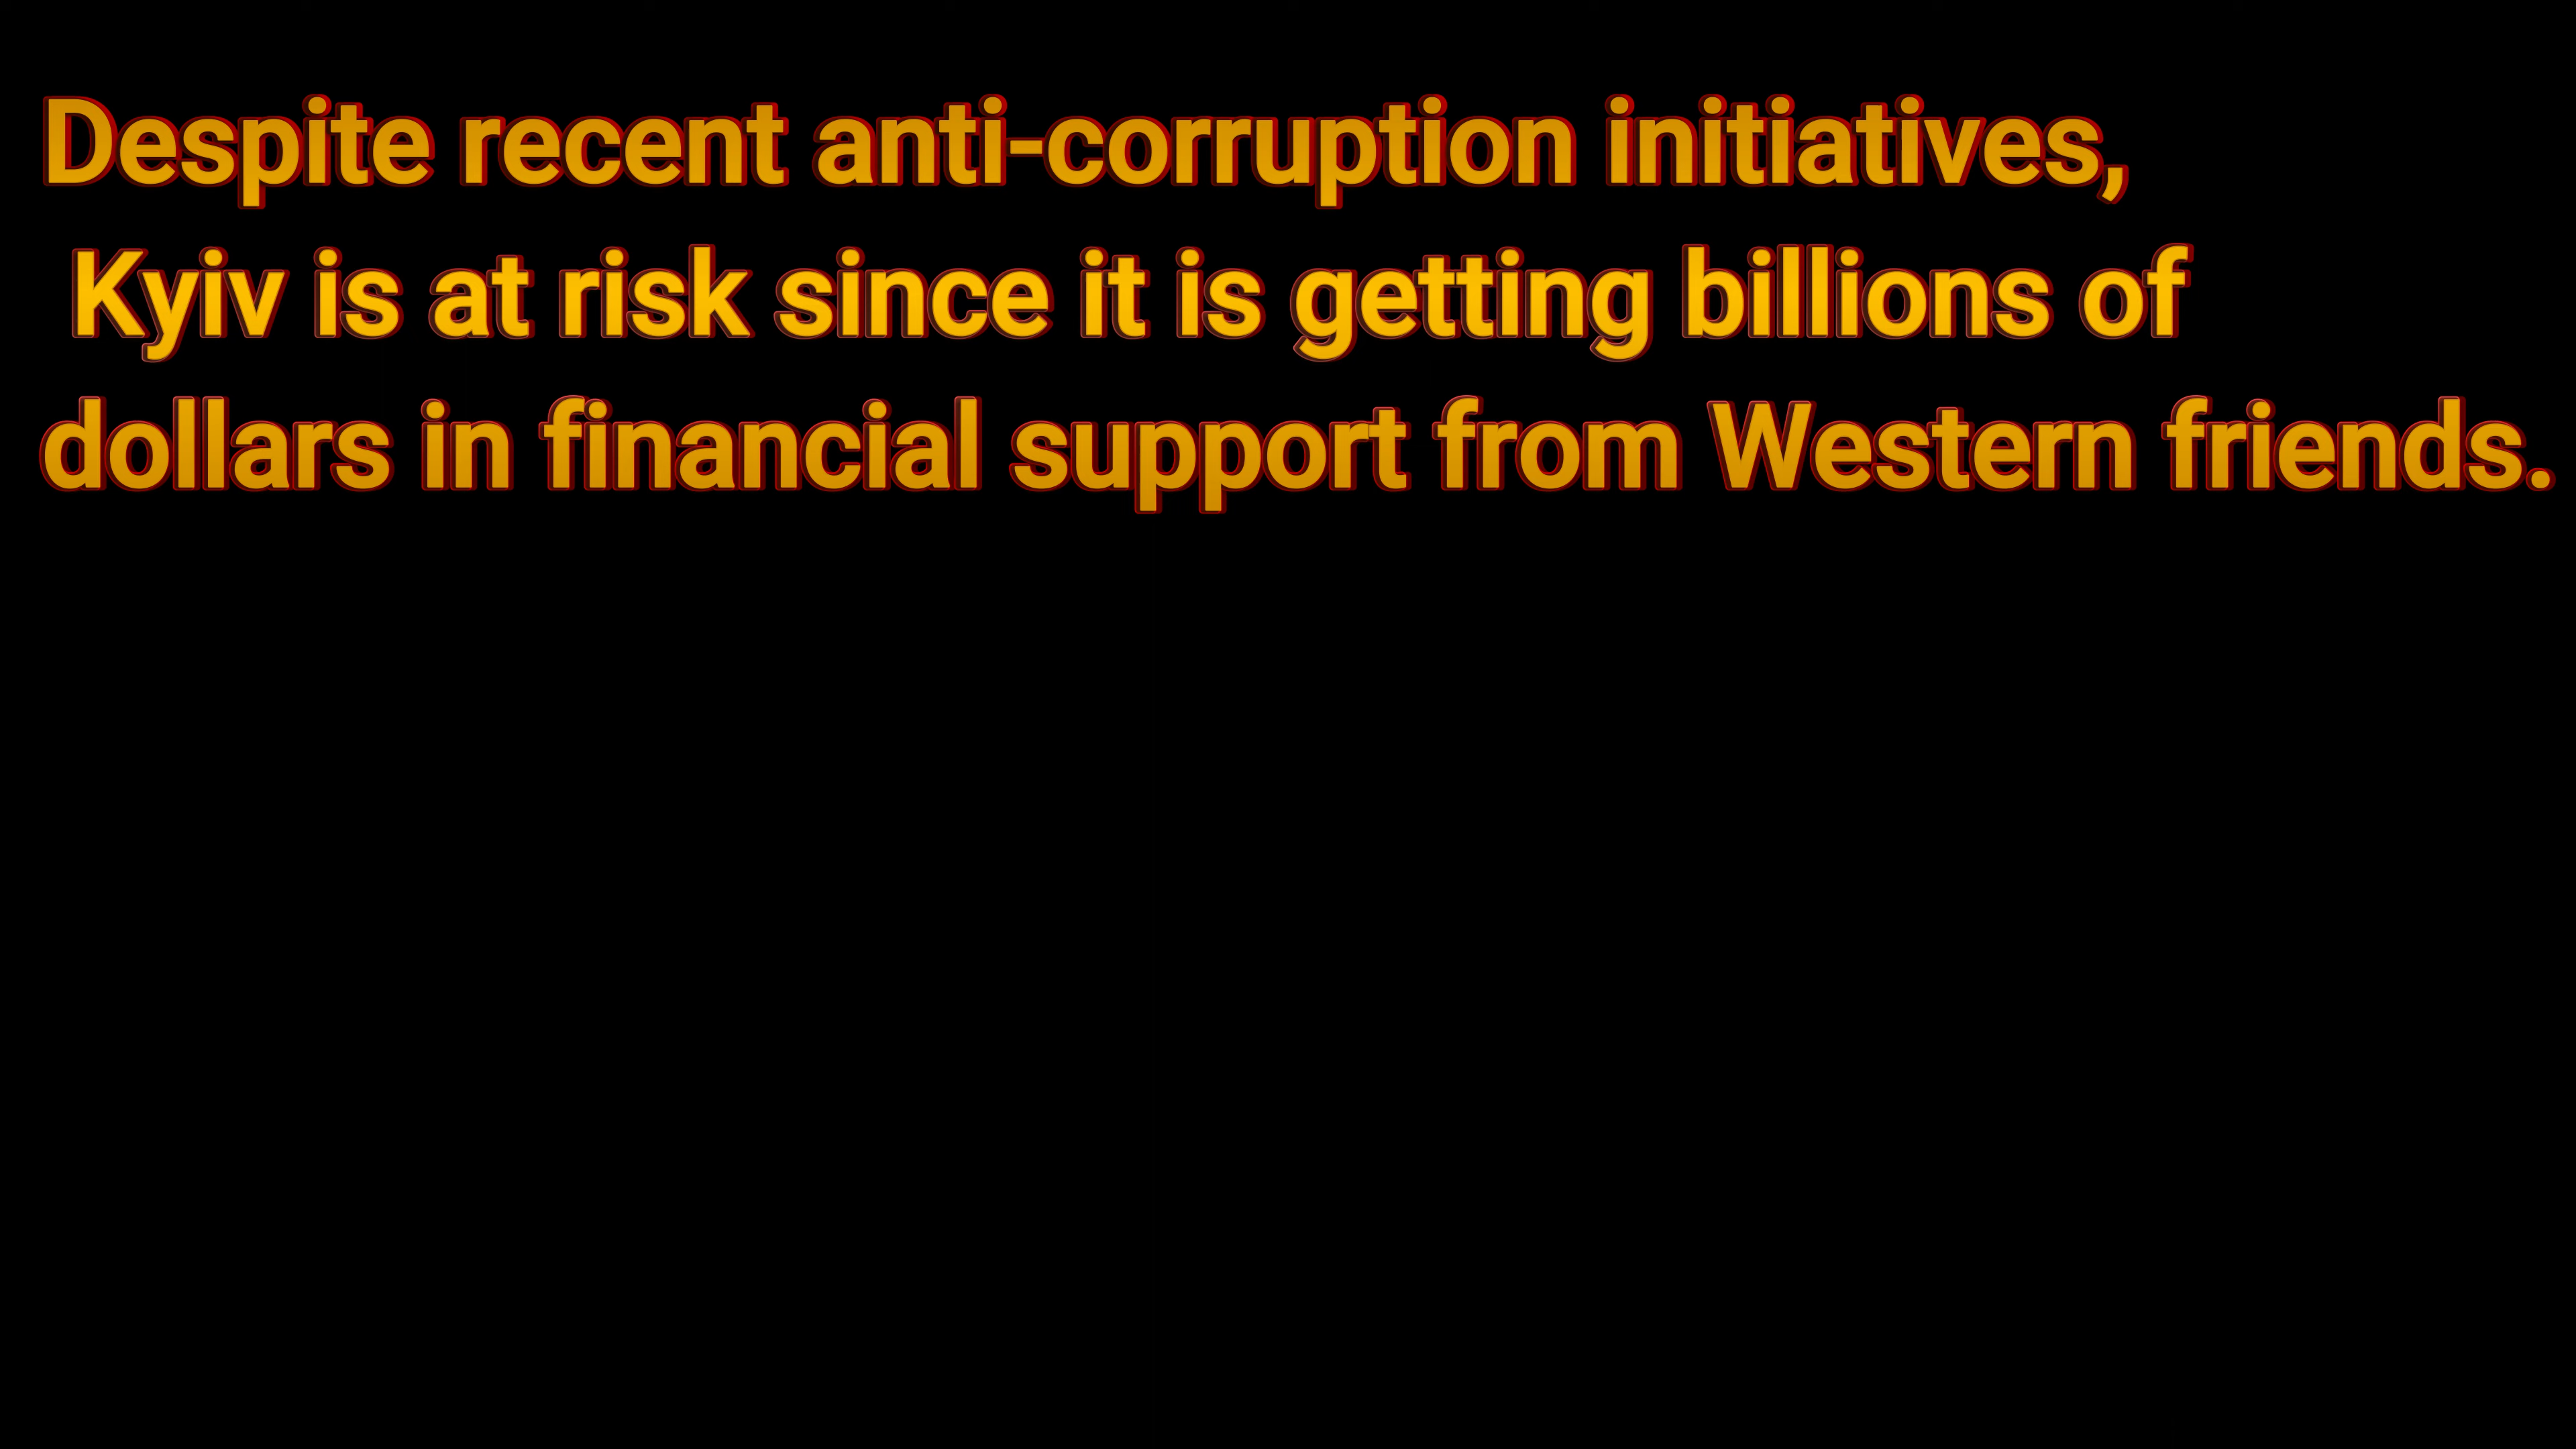 Despite recent anti-corruption initiatives,
Kyiv is at risk since it is getting billions of
dollars in financial support from Western friends.